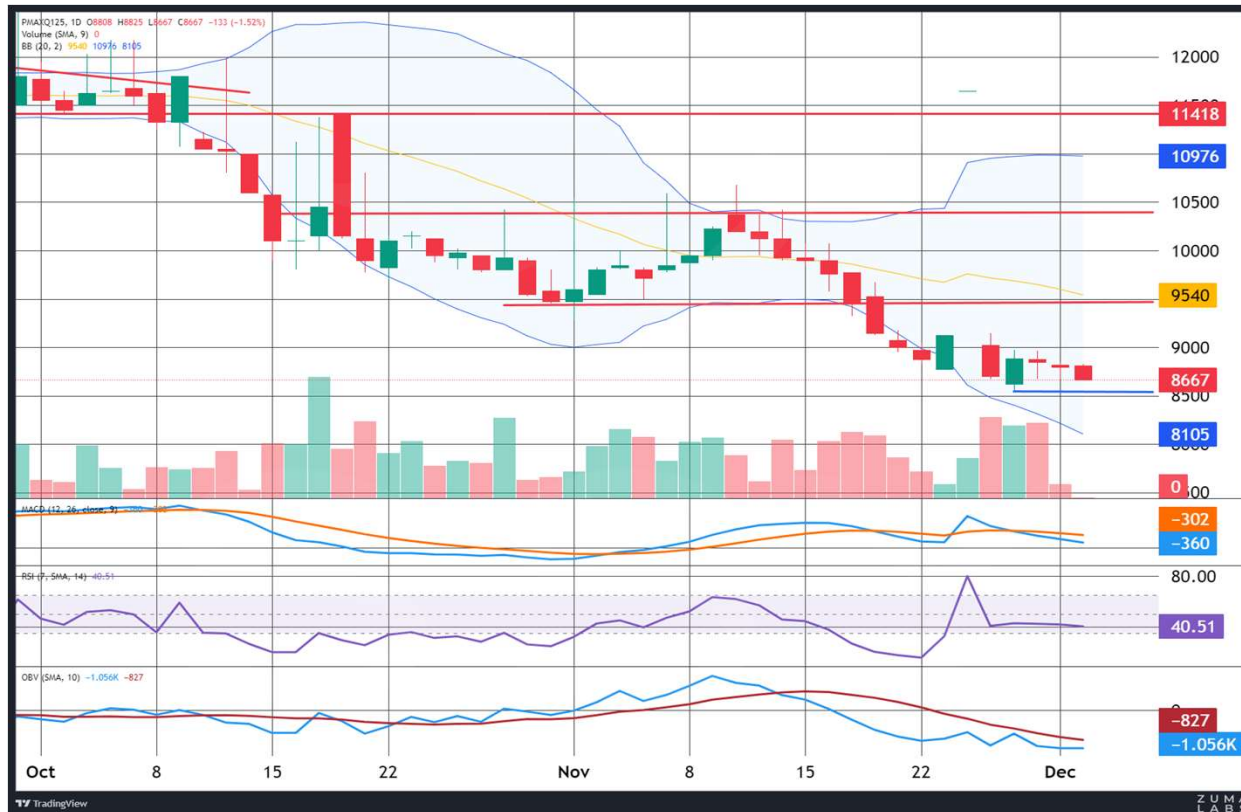 PMAXQ125, 1D O8808 H8825 L8667 C8667 −133 (−1.52%)
Volume (SMA, 9) 0
BB (20, 2) 9540 10976 8105
12000
11418
10976
10500
10000
9540
9000
8667
8500
8105
0
MACD (12, 26, close, 9)
−302
−360
RSI (7, SMA, 14) 40.51
80.00
40.51
OBV (SMA, 10) −1.056K −827
−827
−1.056K
Oct 8 15 22 Nov 8 15 22 Dec
TradingView